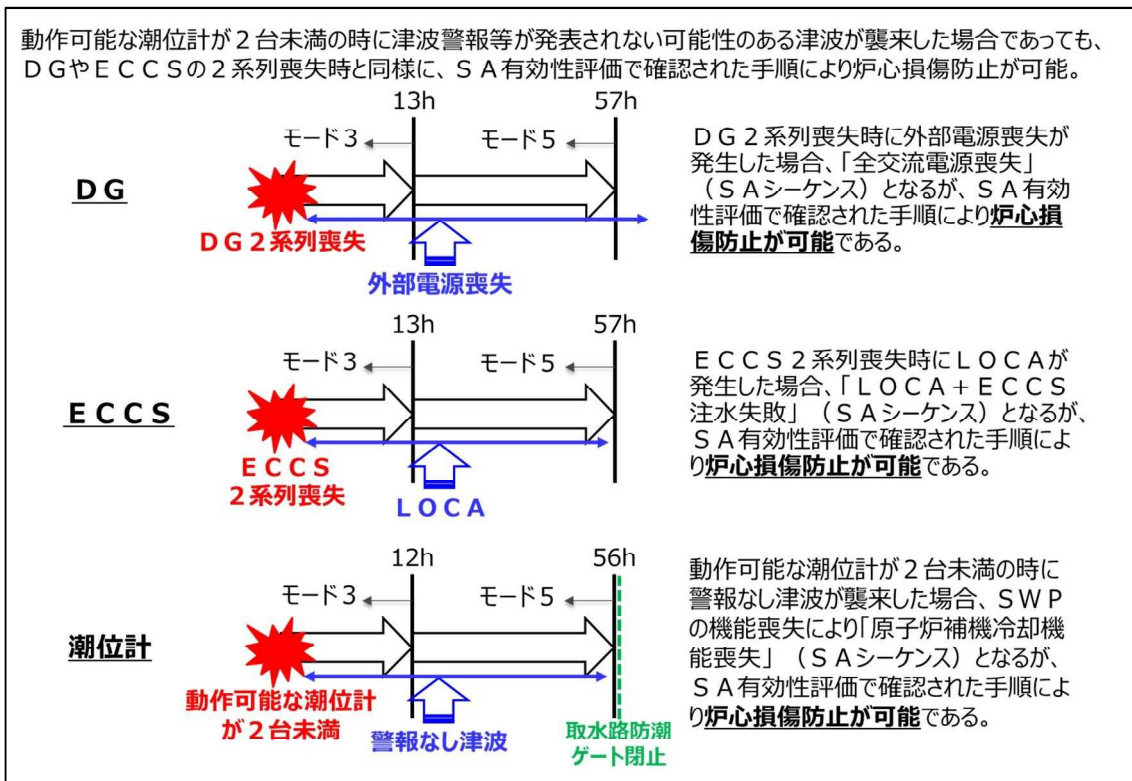 動作可能な潮位計が２台未満の時に津波警報等が発表されない可能性のある津波が襲来した場合であっても、
ＤＧやＥＣＣＳの２系列喪失時と同様に、ＳＡ有効性評価で確認された手順により炉心損傷防止が可能。
13h
57h
モード３
モード５
ＤＧ
ＤＧ２系列喪失
外部電源喪失
ＤＧ２系列喪失時に外部電源喪失が
発生した場合、「全交流電源喪失」
（ＳＡシーケンス）となるが、ＳＡ有効
性評価で確認された手順により炉心損
傷防止が可能である。
13h
57h
モード３
モード５
ＥＣＣＳ
ＥＣＣＳ
２系列喪失
ＬＯＣＡ
ＥＣＣＳ２系列喪失時にＬＯＣＡが
発生した場合、「ＬＯＣＡ＋ＥＣＣＳ
注水失敗」（ＳＡシーケンス）となるが、
ＳＡ有効性評価で確認された手順によ
り炉心損傷防止が可能である。
12h
56h
モード３
モード５
潮位計
動作可能な潮位計
が２台未満
警報なし津波
取水路防潮
ゲート閉止
動作可能な潮位計が２台未満の時に
警報なし津波が襲来した場合、ＳＷＰ
の機能喪失により「原子炉補機冷却機
能喪失」（ＳＡシーケンス）となるが、
ＳＡ有効性評価で確認された手順によ
り炉心損傷防止が可能である。